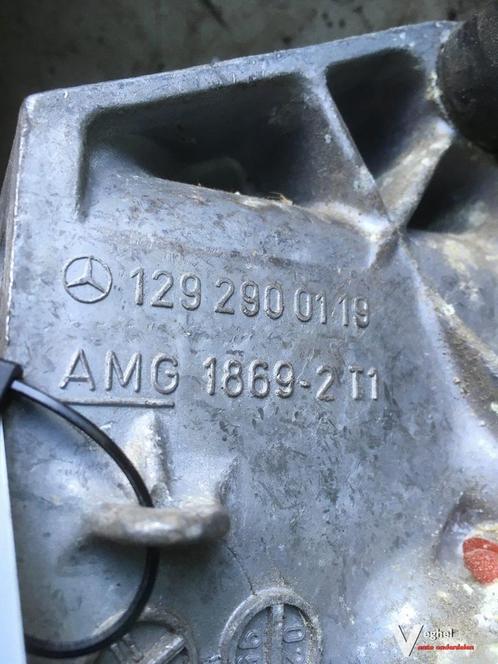 129 290 01 19
AMG 1869-2 T1
Veghel
auto onderdelen